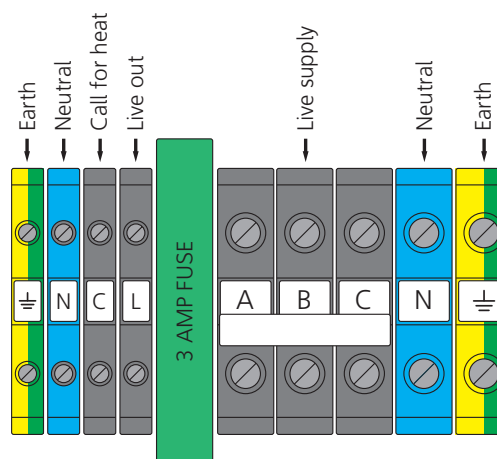 Earth
Neutral
Call for heat
Live out
Live supply
Neutral
Earth
N
C
L
3 AMP FUSE
A
B
C
N